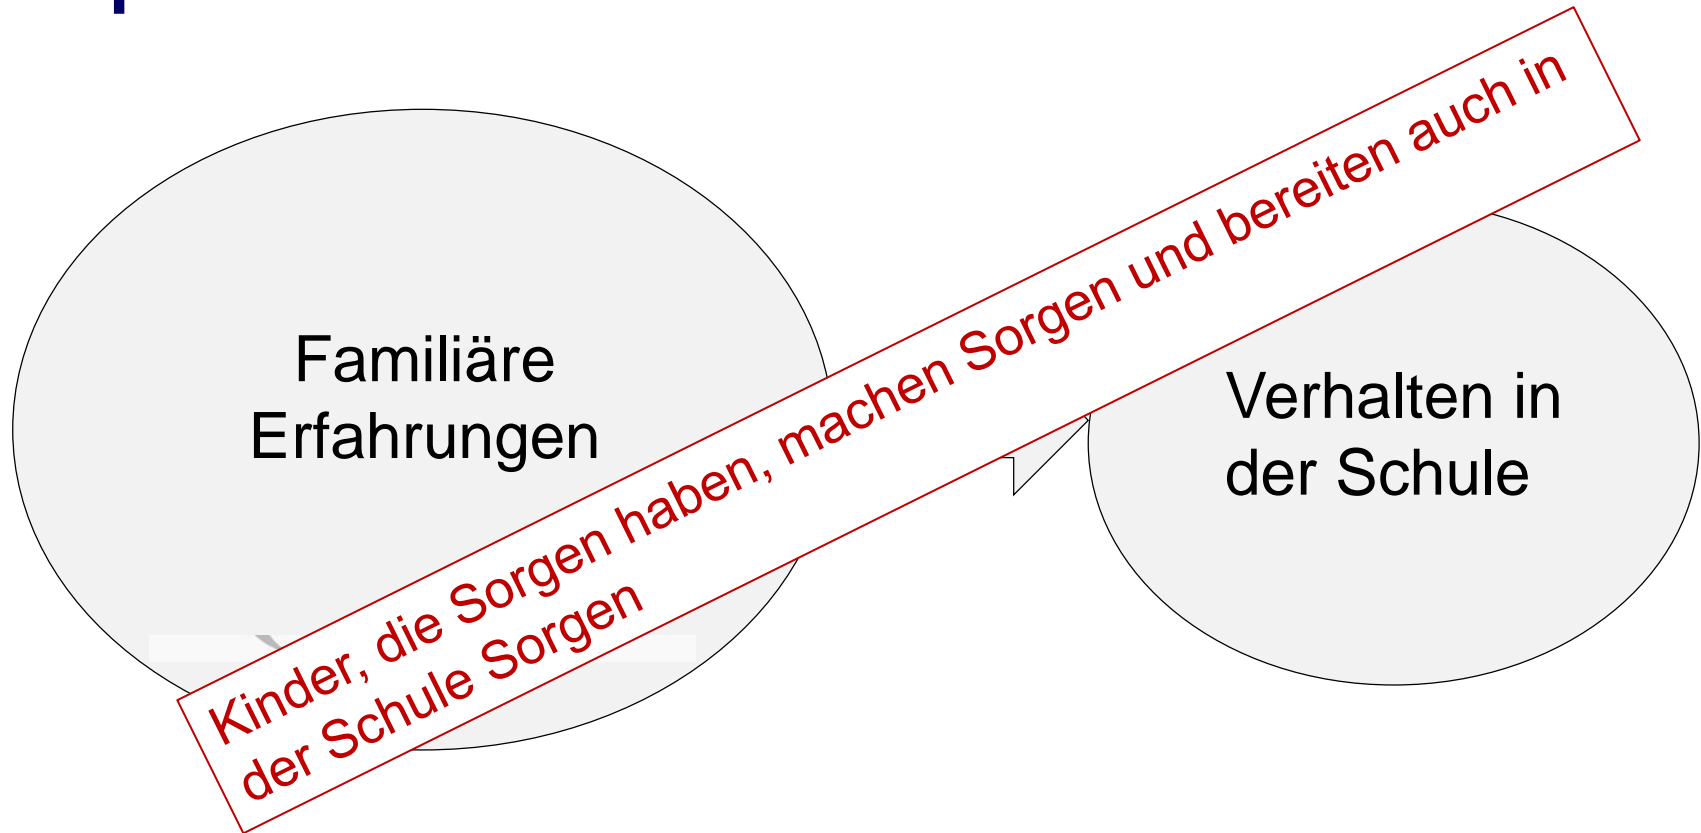 Familiäre
Erfahrungen
Kinder, die Sorgen haben, machen Sorgen und bereiten auch in
der Schule Sorgen
Verhalten in
der Schule